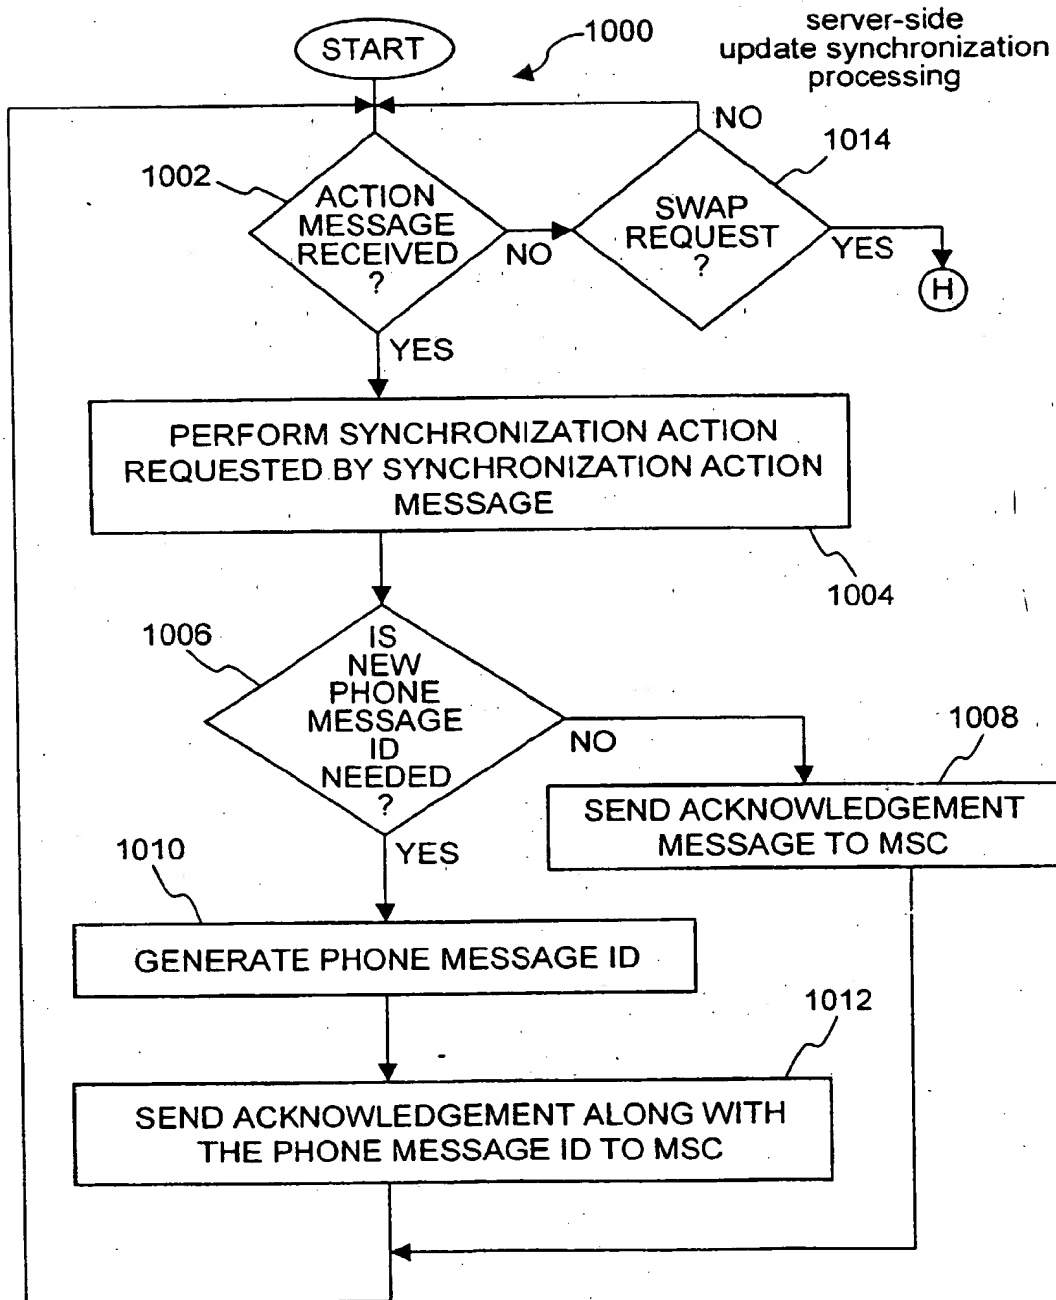 START
1000
server-side
update synchronization
processing
NO
1014
1002
ACTION
MESSAGE
RECEIVED
?
NO
SWAP
REQUEST
?
YES
H
YES
PERFORM SYNCHRONIZATION ACTION
REQUESTED BY SYNCHRONIZATION ACTION
MESSAGE
1004
1006
IS
NEW
PHONE
MESSAGE
ID
NEEDED
?
NO
1008
SEND ACKNOWLEDGEMENT
MESSAGE TO MSC
YES
1010
GENERATE PHONE MESSAGE ID
1012
SEND ACKNOWLEDGEMENT ALONG WITH
THE PHONE MESSAGE ID TO MSC